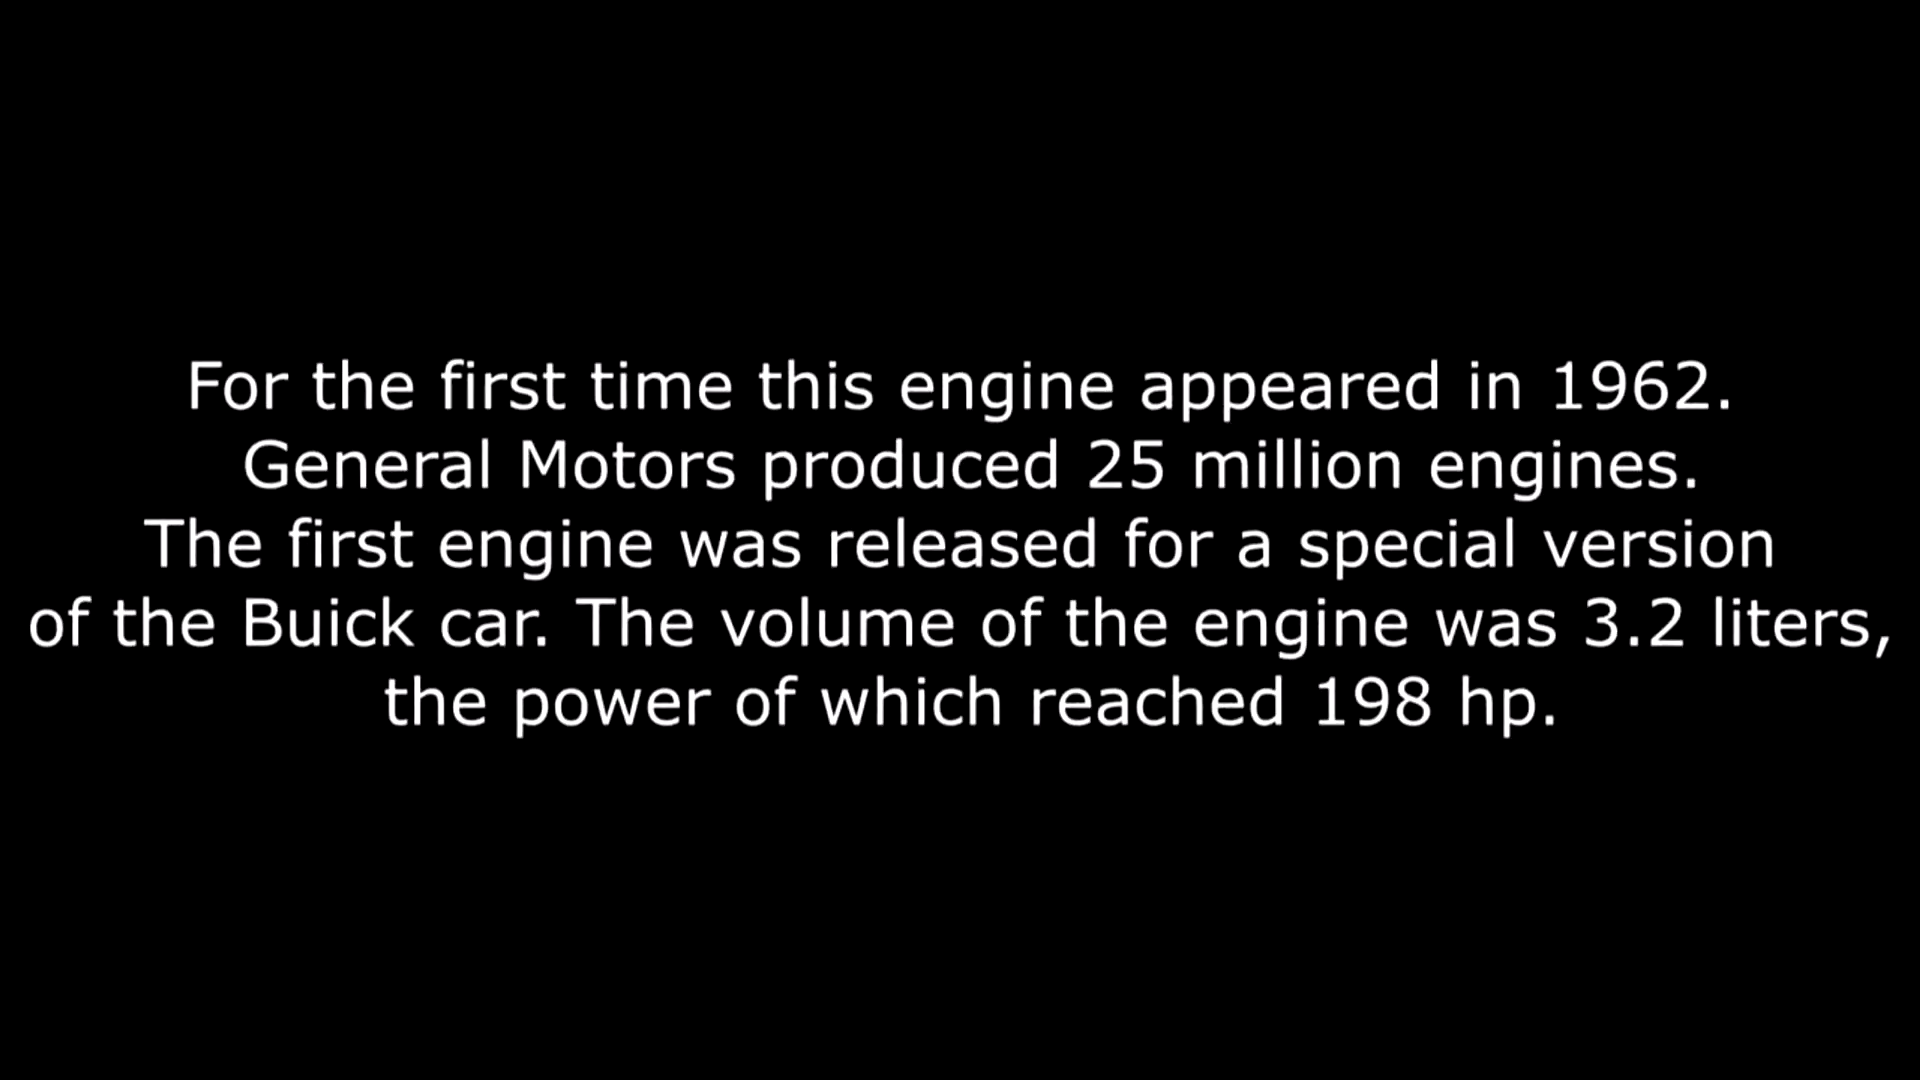 For the first time this engine appeared in 1962.
General Motors produced 25 million engines.
The first engine was released for a special version
of the Buick car. The volume of the engine was 3.2 liters,
the power of which reached 198 hp.